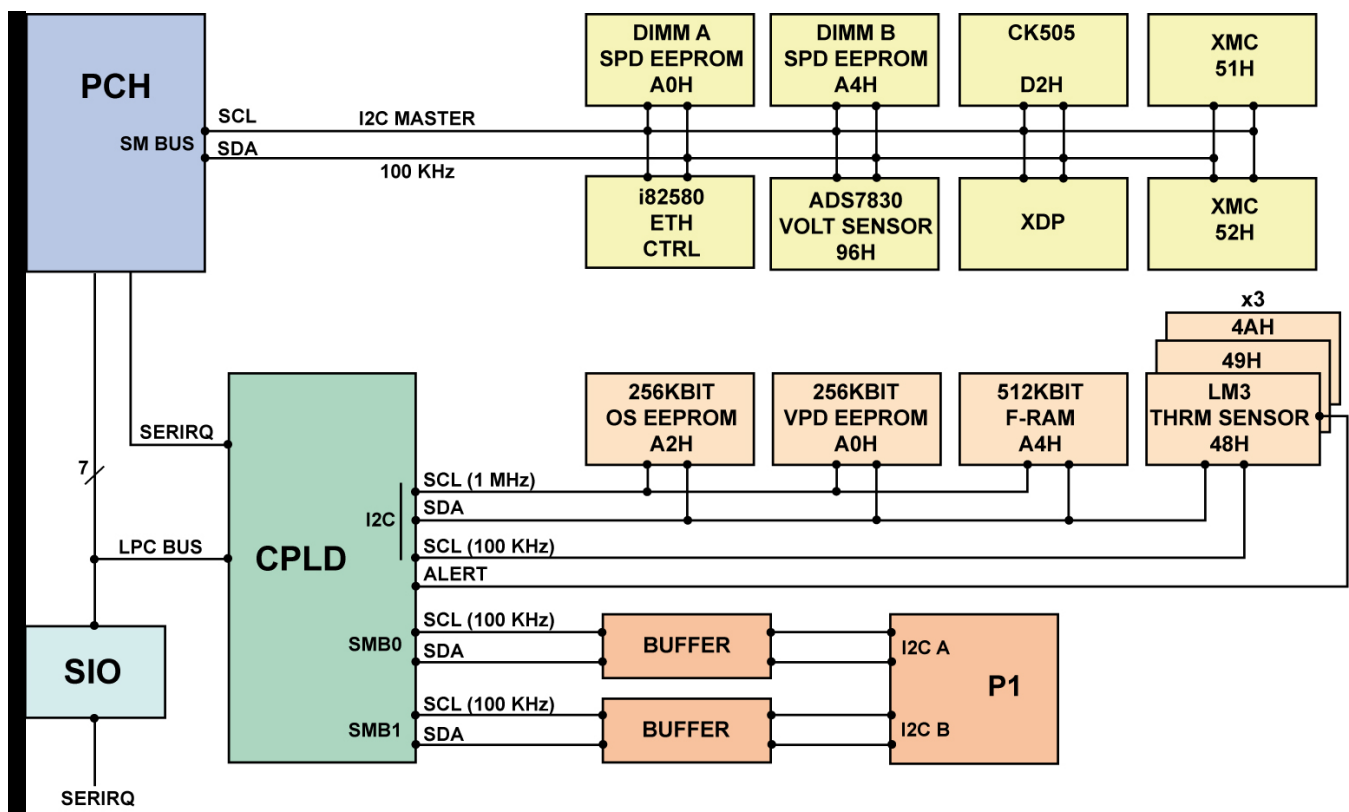 PCH
SM BUS
SCL
I2C MASTER
SDA
100 KHz
DIMM A
SPD EEPROM
A0H
DIMM B
SPD EEPROM
A4H
CK505
D2H
XMC
51H
i82580
ETH
CTRL
ADS7830
VOLT SENSOR
96H
XDP
XMC
52H
x3
4AH
49H
LM3
THRM SENSOR
48H
256KBIT
OS EEPROM
A2H
256KBIT
VPD EEPROM
A0H
512KBIT
F-RAM
A4H
SERIRQ
7
LPC BUS
CPLD
I2C
SCL (1 MHz)
SDA
SCL (100 KHz)
ALERT
SMB0
SCL (100 KHz)
SDA
BUFFER
I2C A
P1
SMB1
SCL (100 KHz)
SDA
BUFFER
I2C B
SIO
SERIRQ